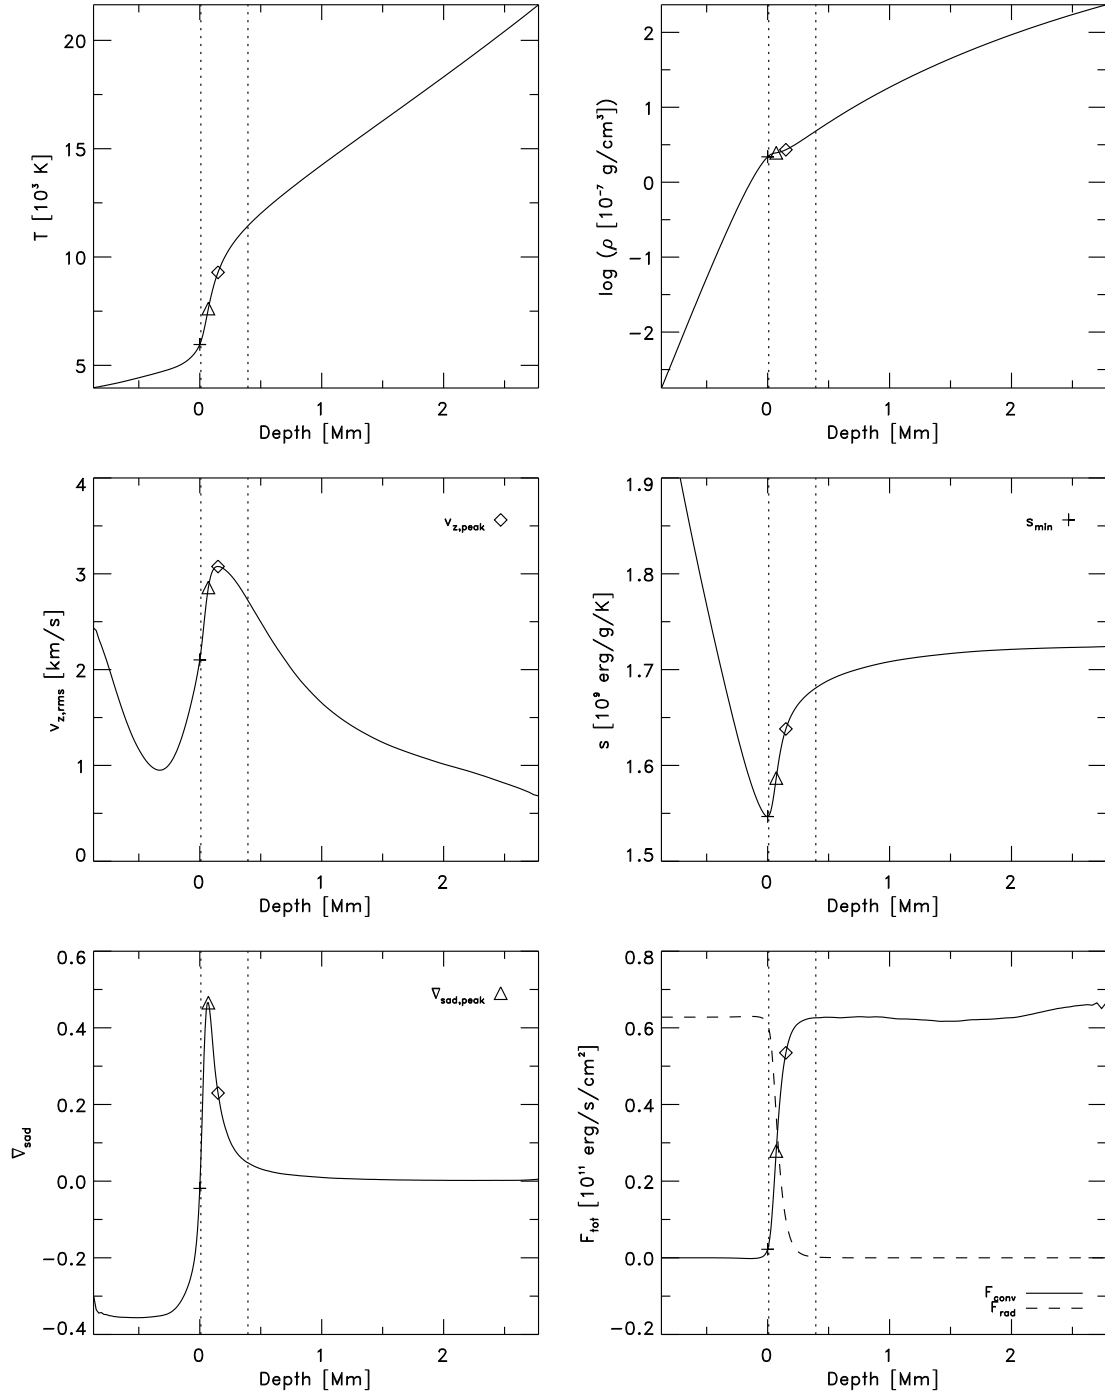 T [10³ K]
20
15
10
5
0 1 2
Depth [Mm]
log (ρ [10⁻⁷ g/cm³])
2
1
0
−1
−2
0 1 2
Depth [Mm]
v_z,rms [km/s]
4
3
2
1
0
v_z,peak
0 1 2
Depth [Mm]
s [10⁹ erg/g/K]
1.9
1.8
1.7
1.6
1.5
s_min
0 1 2
Depth [Mm]
∇_sad
0.6
0.4
0.2
0.0
−0.2
−0.4
∇_sad,peak
0 1 2
Depth [Mm]
F_tot [10¹¹ erg/s/cm²]
0.8
0.6
0.4
0.2
0.0
−0.2
F_conv
F_rad
0 1 2
Depth [Mm]